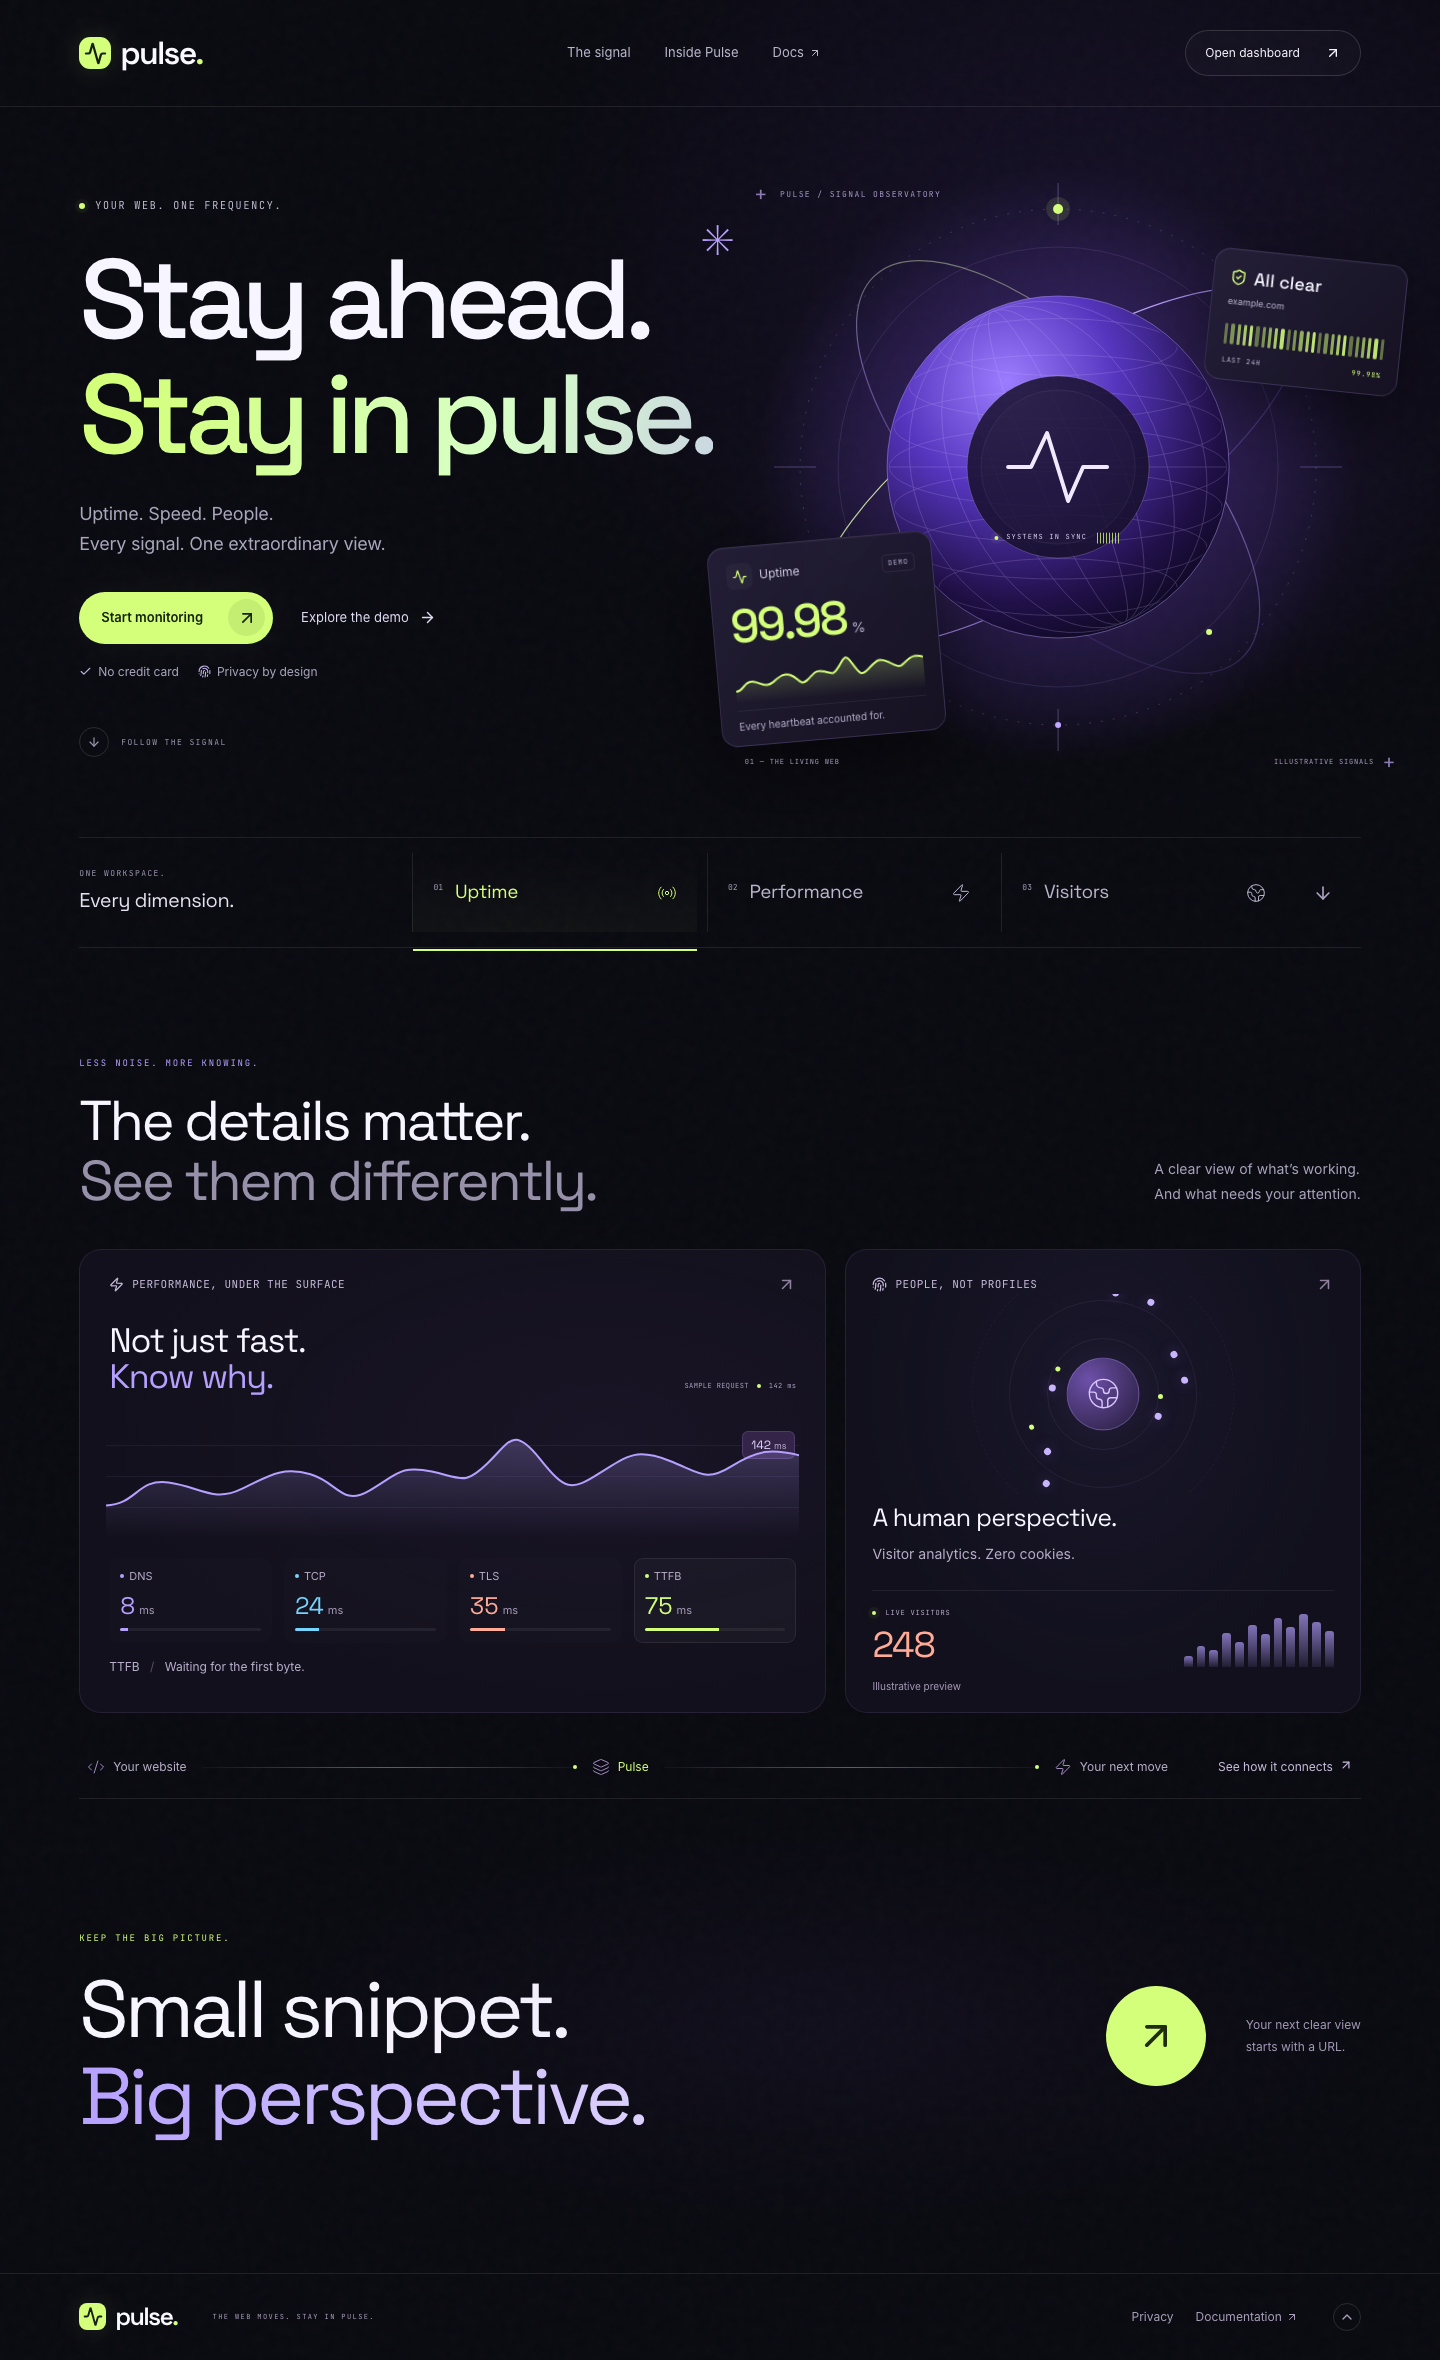 pulse.
The signal
Inside Pulse
Docs
Open dashboard
YOUR WEB. ONE FREQUENCY.
Stay ahead.
Stay in pulse.
Uptime. Speed. People.
Every signal. One extraordinary view.
Start monitoring
Explore the demo
No credit card
Privacy by design
FOLLOW THE SIGNAL
PULSE / SIGNAL OBSERVATORY
All clear
example.com
LAST 24H
99.98%
SYSTEMS IN SYNC
Uptime
DEMO
99.98%
Every heartbeat accounted for.
01 — THE LIVING WEB
ILLUSTRATIVE SIGNALS
ONE WORKSPACE.
Every dimension.
01 Uptime
02 Performance
03 Visitors
LESS NOISE. MORE KNOWING.
The details matter.
See them differently.
A clear view of what's working.
And what needs your attention.
PERFORMANCE, UNDER THE SURFACE
Not just fast.
Know why.
SAMPLE REQUEST 142 ms
142 ms
DNS
8 ms
TCP
24 ms
TLS
35 ms
TTFB
75 ms
TTFB / Waiting for the first byte.
PEOPLE, NOT PROFILES
A human perspective.
Visitor analytics. Zero cookies.
LIVE VISITORS
248
Illustrative preview
Your website
Pulse
Your next move
See how it connects
KEEP THE BIG PICTURE.
Small snippet.
Big perspective.
Your next clear view
starts with a URL.
pulse.
THE WEB MOVES. STAY IN PULSE.
Privacy
Documentation